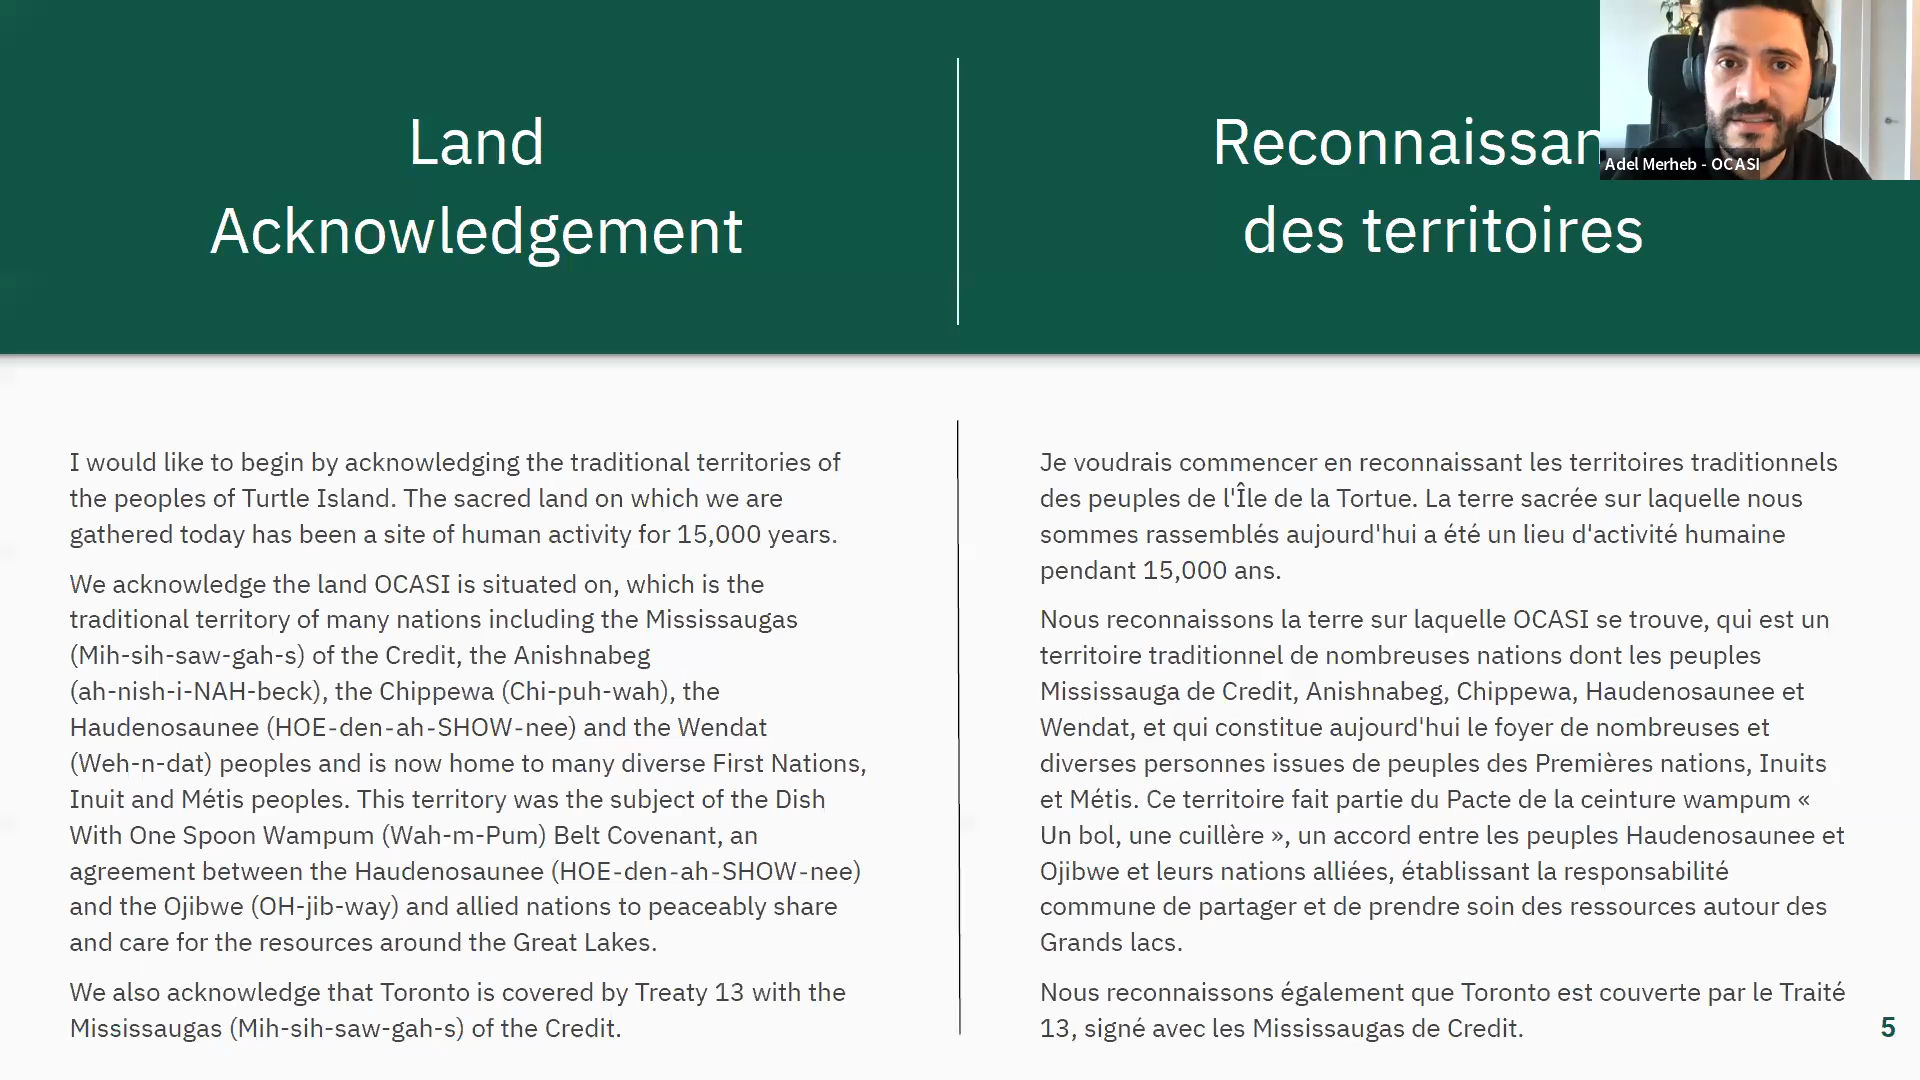 Land
Acknowledgement
Reconnaissan
des territoires
Adel Merheb - OCASI
I would like to begin by acknowledging the traditional territories of
the peoples of Turtle Island. The sacred land on which we are
gathered today has been a site of human activity for 15,000 years.
We acknowledge the land OCASI is situated on, which is the
traditional territory of many nations including the Mississaugas
(Mih-sih-saw-gah-s) of the Credit, the Anishnabeg
(ah-nish-i-NAH-beck), the Chippewa (Chi-puh-wah), the
Haudenosaunee (HOE-den-ah-SHOW-nee) and the Wendat
(Weh-n-dat) peoples and is now home to many diverse First Nations,
Inuit and Métis peoples. This territory was the subject of the Dish
With One Spoon Wampum (Wah-m-Pum) Belt Covenant, an
agreement between the Haudenosaunee (HOE-den-ah-SHOW-nee)
and the Ojibwe (OH-jib-way) and allied nations to peaceably share
and care for the resources around the Great Lakes.
We also acknowledge that Toronto is covered by Treaty 13 with the
Mississaugas (Mih-sih-saw-gah-s) of the Credit.
Je voudrais commencer en reconnaissant les territoires traditionnels
des peuples de l'Île de la Tortue. La terre sacrée sur laquelle nous
sommes rassemblés aujourd'hui a été un lieu d'activité humaine
pendant 15,000 ans.
Nous reconnaissons la terre sur laquelle OCASI se trouve, qui est un
territoire traditionnel de nombreuses nations dont les peuples
Mississauga de Credit, Anishnabeg, Chippewa, Haudenosaunee et
Wendat, et qui constitue aujourd'hui le foyer de nombreuses et
diverses personnes issues de peuples des Premières nations, Inuits
et Métis. Ce territoire fait partie du Pacte de la ceinture wampum «
Un bol, une cuillère », un accord entre les peuples Haudenosaunee et
Ojibwe et leurs nations alliées, établissant la responsabilité
commune de partager et de prendre soin des ressources autour des
Grands lacs.
Nous reconnaissons également que Toronto est couverte par le Traité
13, signé avec les Mississaugas de Credit.
5